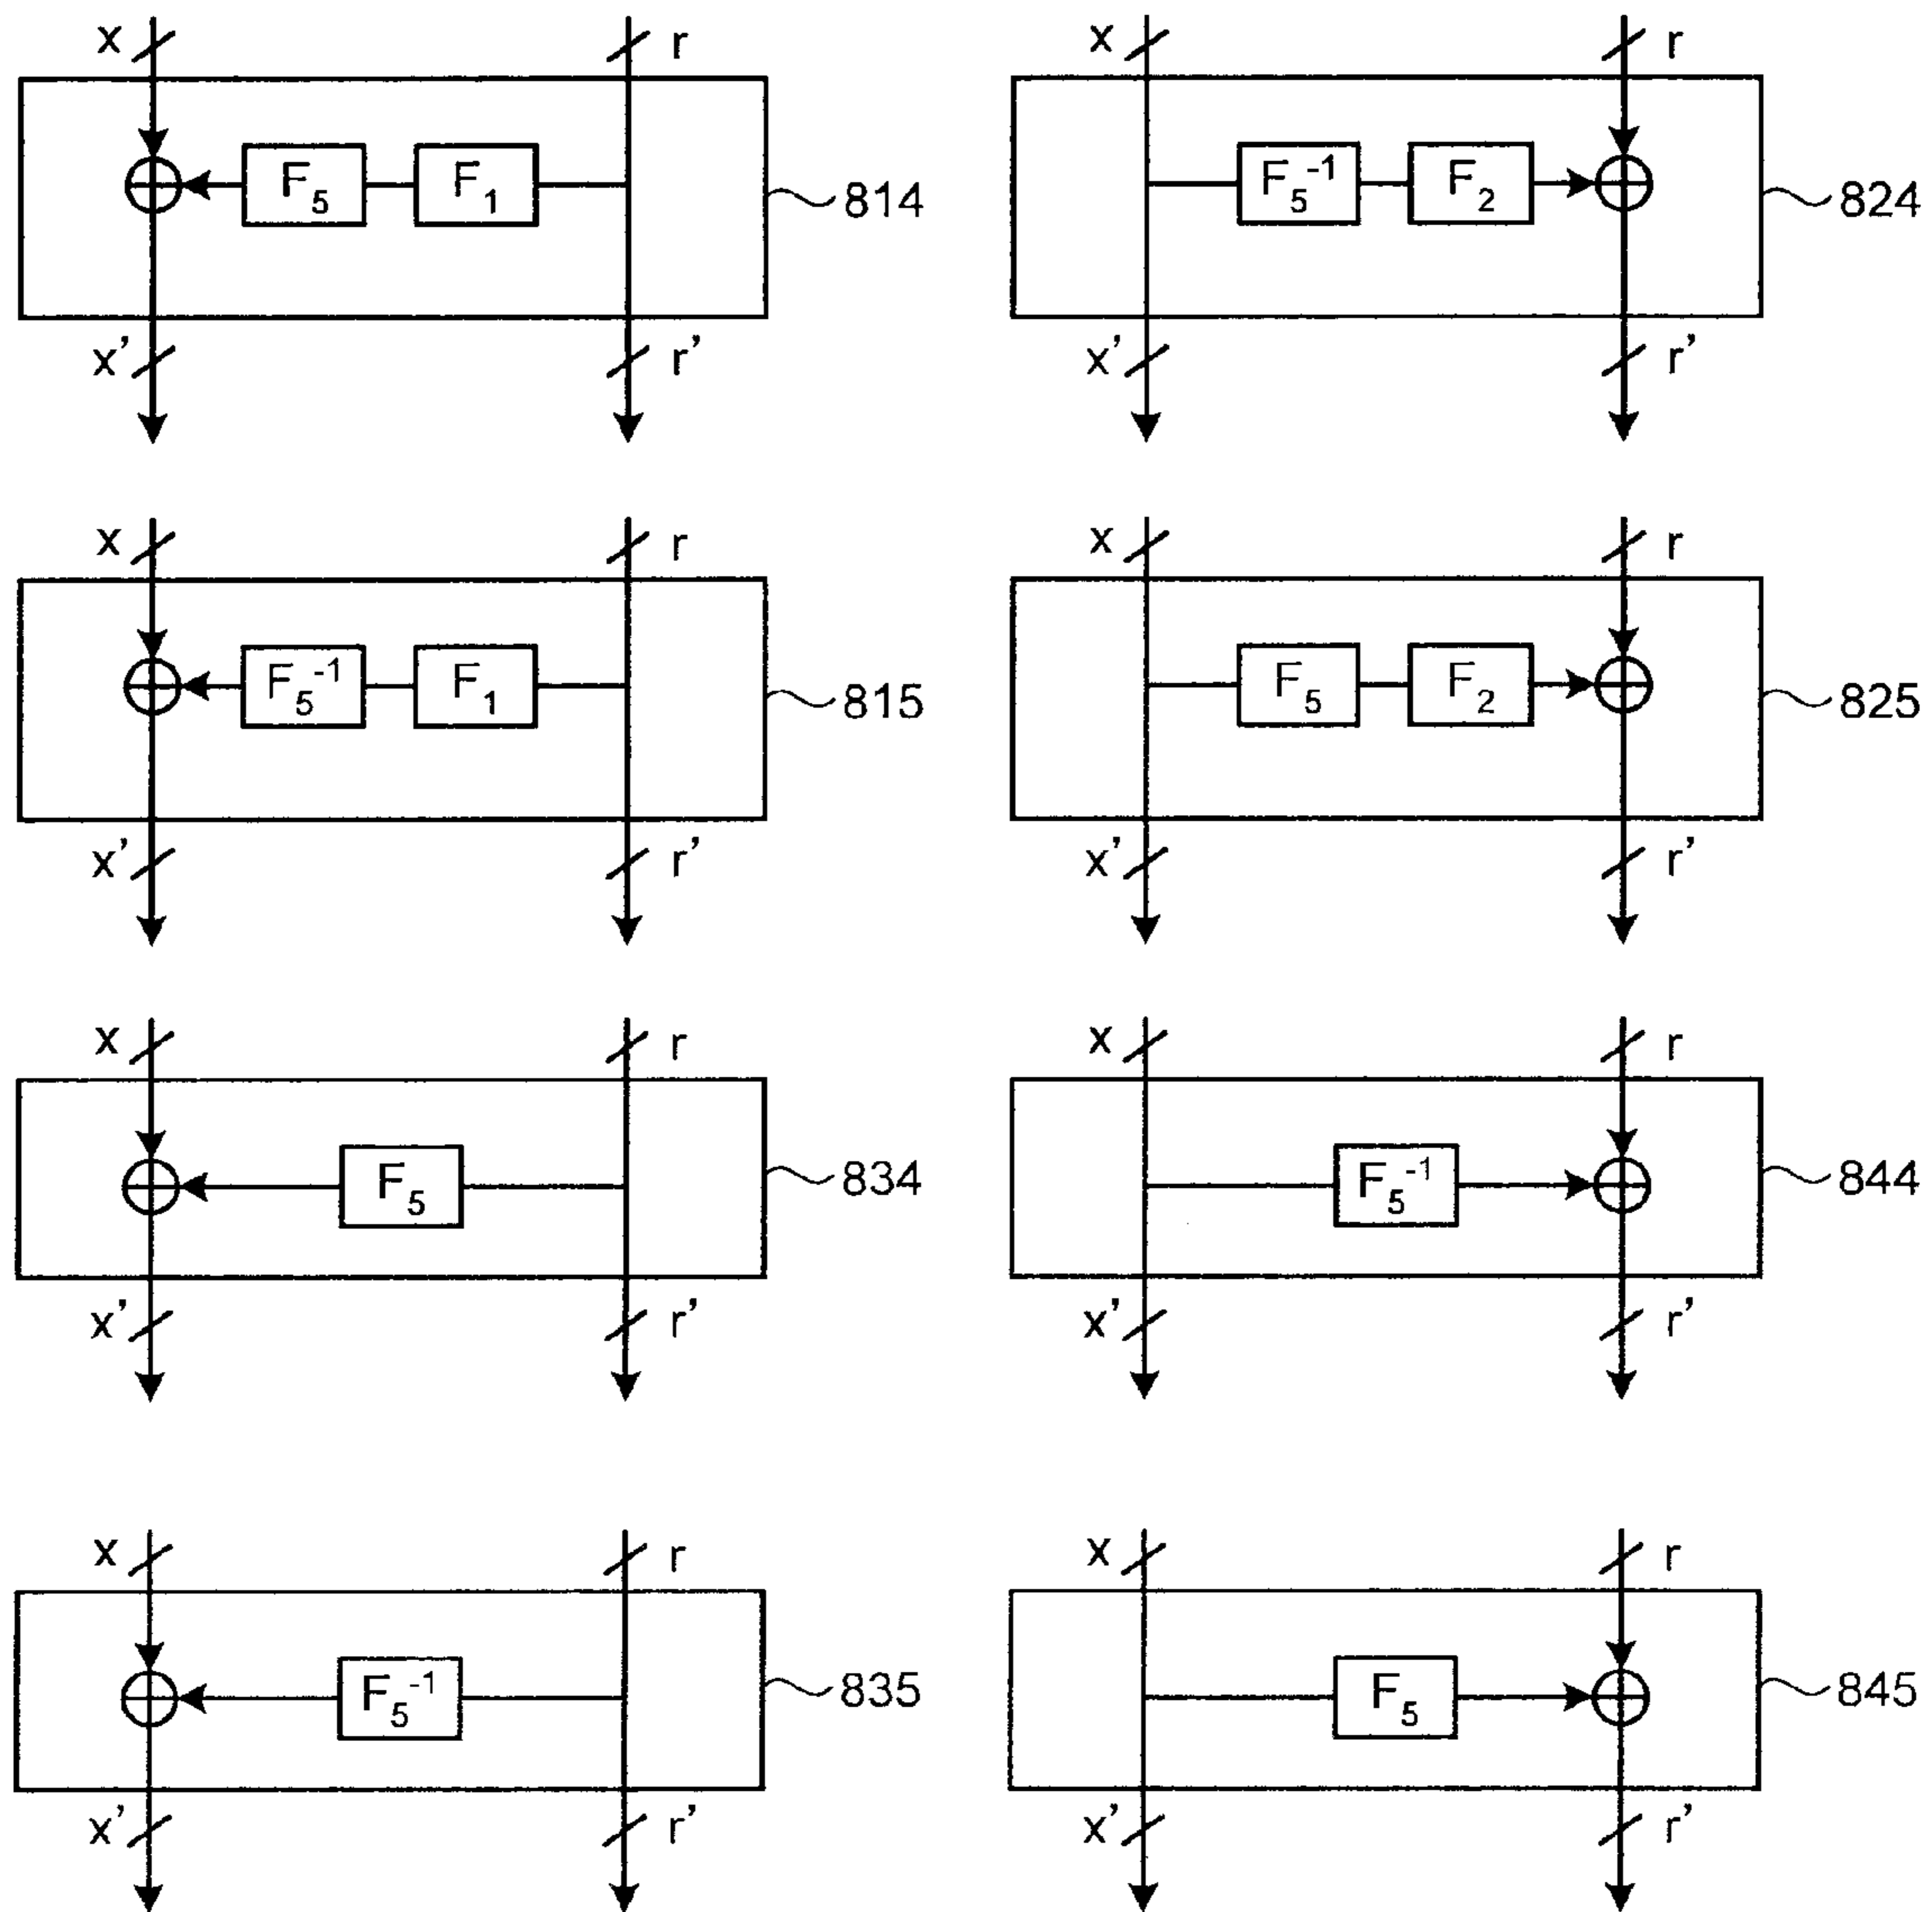 x r x r
F5 F1 814 F5-1 F2 824
x' r' x' r'
x r x r
F5-1 F1 815 F5 F2 825
x' r' x' r'
x r x r
F5 834 F5-1 844
x' r' x' r'
x r x r
F5-1 835 F5 845
x' r' x' r'